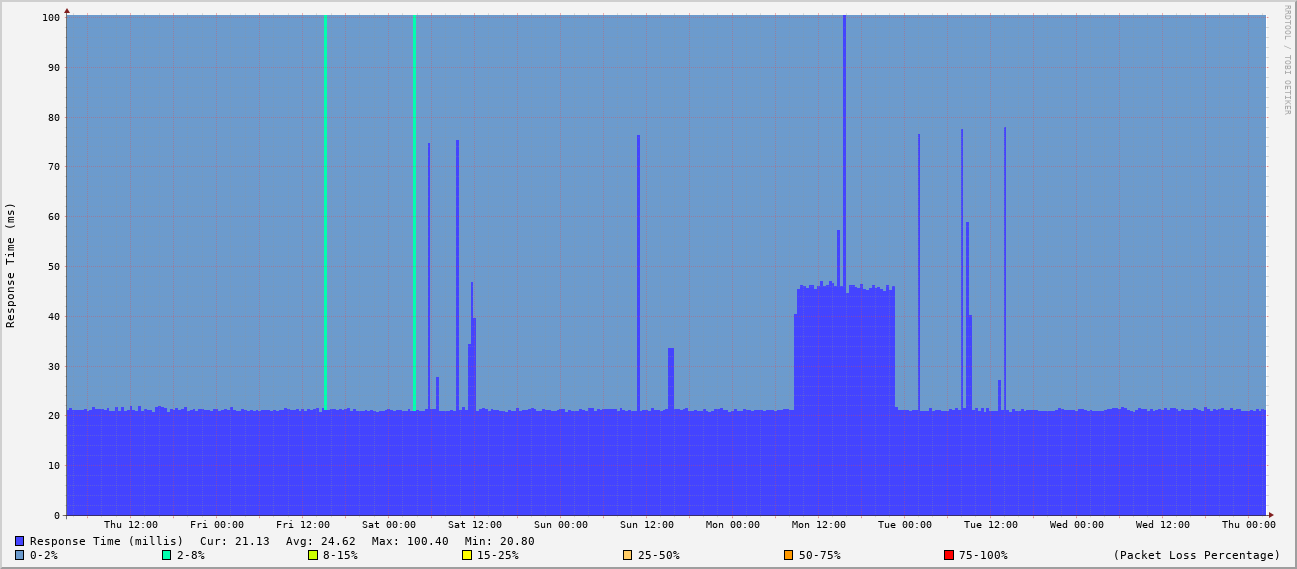 RRDTOOL / TOBI OETIKER
Response Time (ms)
100
90
80
70
60
50
40
30
20
10
0
Thu 12:00 Fri 00:00 Fri 12:00 Sat 00:00 Sat 12:00 Sun 00:00 Sun 12:00 Mon 00:00 Mon 12:00 Tue 00:00 Tue 12:00 Wed 00:00 Wed 12:00 Thu 00:00
Response Time (millis) Cur: 21.13 Avg: 24.62 Max: 100.40 Min: 20.80
0-2% 2-8% 8-15% 15-25% 25-50% 50-75% 75-100% (Packet Loss Percentage)